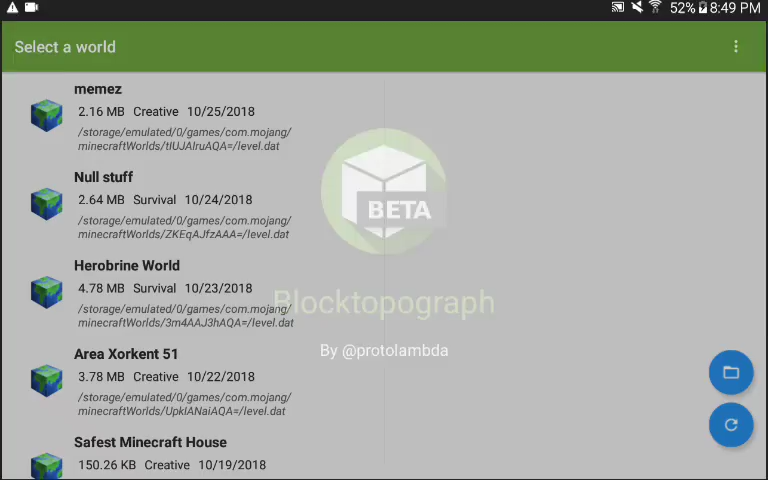 52% 8:49 PM
Select a world
memez
2.16 MB Creative 10/25/2018
/storage/emulated/0/games/com.mojang/
minecraftWorlds/tIUJAIruAQA=/level.dat
Null stuff
2.64 MB Survival 10/24/2018
/storage/emulated/0/games/com.mojang/
minecraftWorlds/ZKEqAJfzAAA=/level.dat
Herobrine World
4.78 MB Survival 10/23/2018
/storage/emulated/0/games/com.mojang/
minecraftWorlds/3m4AAJ3hAQA=/level.dat
Area Xorkent 51
3.78 MB Creative 10/22/2018
/storage/emulated/0/games/com.mojang/
minecraftWorlds/UpkIANaiAQA=/level.dat
Safest Minecraft House
150.26 KB Creative 10/19/2018
BETA
Blocktopograph
By @protolambda